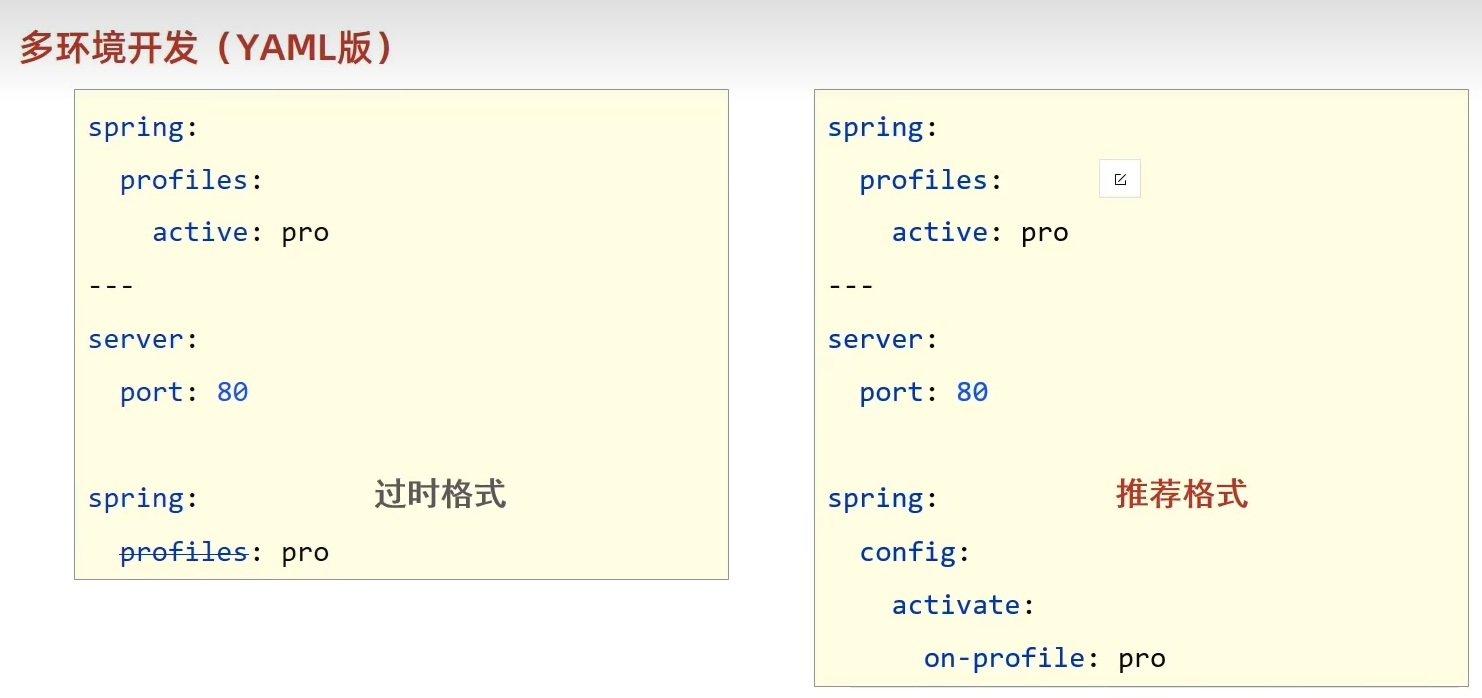 多环境开发（YAML版）
spring:
  profiles:
    active: pro
---
server:
  port: 80
spring:
过时格式
  profiles: pro
spring:
  profiles:
    active: pro
---
server:
  port: 80
spring:
推荐格式
  config:
    activate:
      on-profile: pro